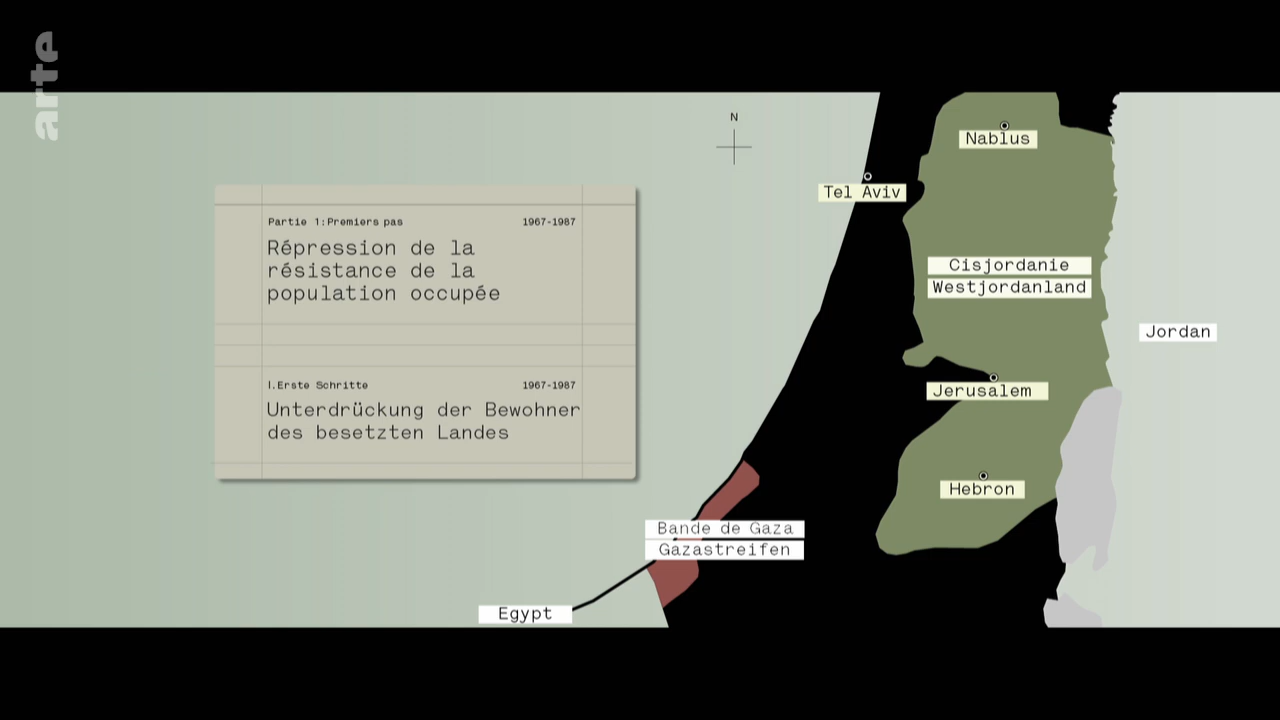 arte
N
Partie 1:Premiers pas 1967-1987
Répression de la
résistance de la
population occupée
I.Erste Schritte 1967-1987
Unterdrückung der Bewohner
des besetzten Landes
Nablus
Tel Aviv
Cisjordanie
Westjordanland
Jordan
Jerusalem
Hebron
Bande de Gaza
Gazastreifen
Egypt